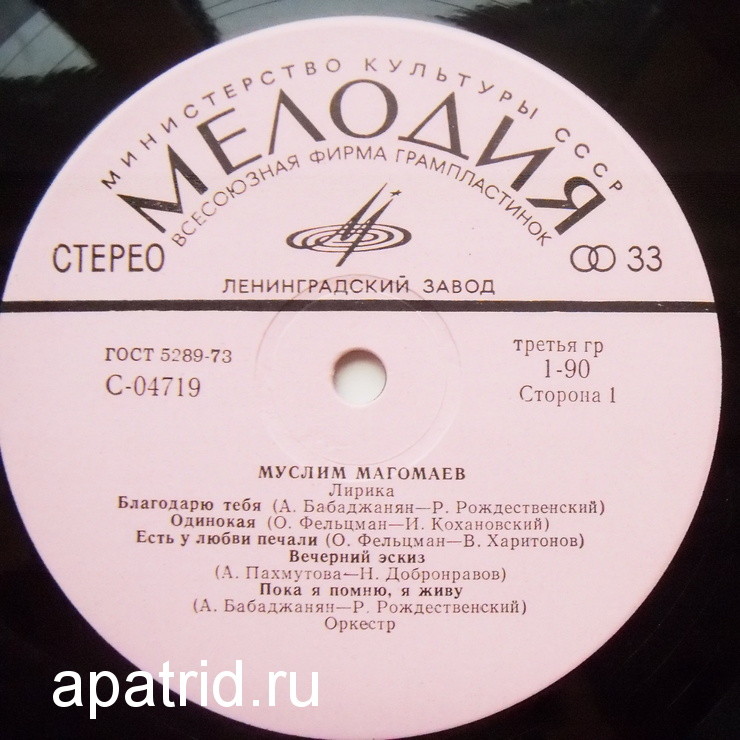 МИНИСТЕРСТВО КУЛЬТУРЫ СССР
МЕЛОДИЯ
ВСЕСОЮЗНАЯ ФИРМА ГРАМПЛАСТИНОК
СТЕРЕО
33
ЛЕНИНГРАДСКИЙ ЗАВОД
ГОСТ 5289-73
С-04719
третья гр
1-90
Сторона 1
МУСЛИМ МАГОМАЕВ
Лирика
Благодарю тебя (А. Бабаджанян—Р. Рождественский)
Одинокая (О. Фельцман—И. Кохановский)
Есть у любви печали (О. Фельцман—В. Харитонов)
Вечерний эскиз
(А. Пахмутова—Н. Добронравов)
Пока я помню, я живу
(А. Бабаджанян—Р. Рождественский)
Оркестр
apatrid.ru